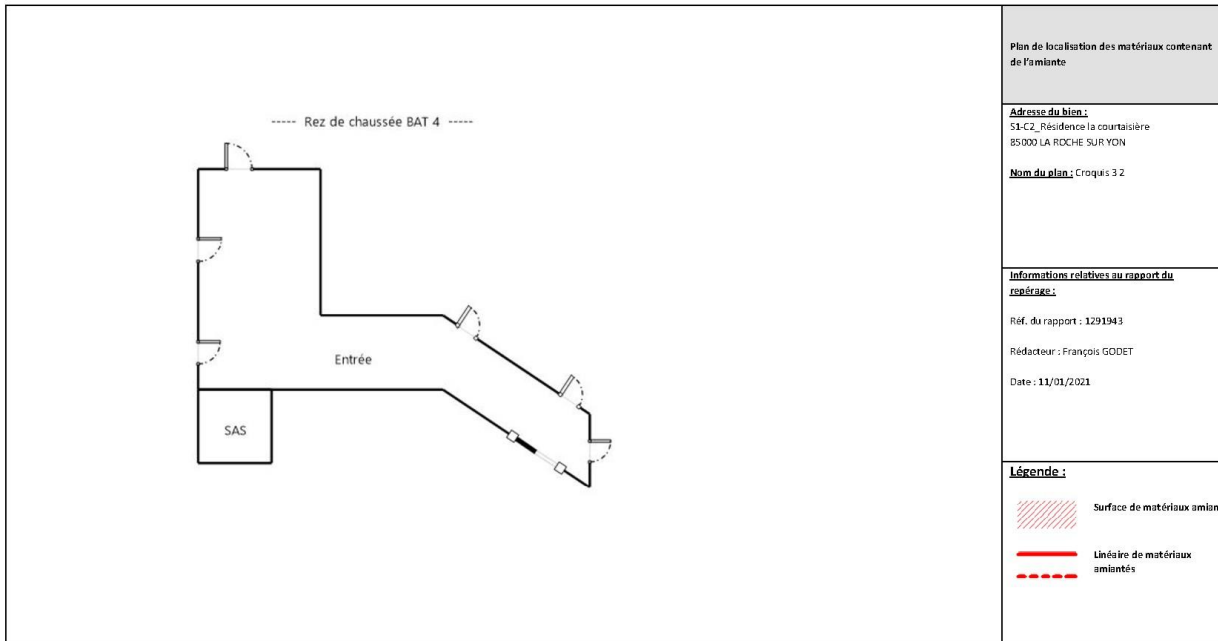 ----- Rez de chaussée BAT 4 -----
Entrée
SAS
Plan de localisation des matériaux contenant
de l'amiante
Adresse du bien :
S1-C2_Résidence la courtaisière
85000 LA ROCHE SUR YON
Nom du plan : Croquis 3 2
Informations relatives au rapport du
repérage :
Réf. du rapport : 1291943
Rédacteur : François GODET
Date : 11/01/2021
Légende :
Surface de matériaux amian
Linéaire de matériaux
amiantés